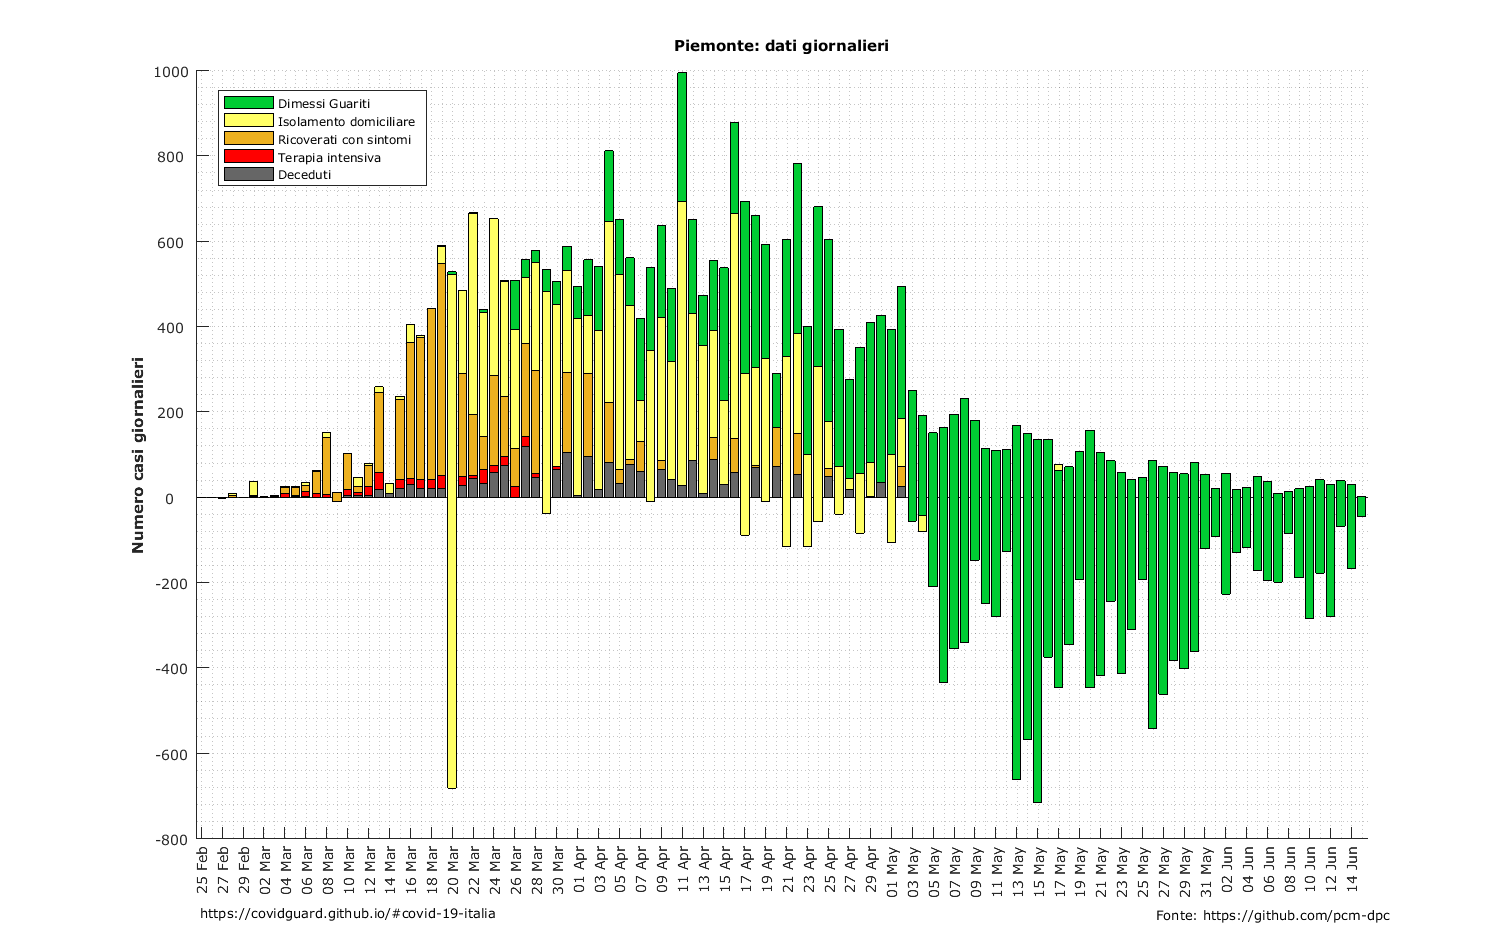 Piemonte: dati giornalieri
Numero casi giornalieri
1000
800
600
400
200
0
-200
-400
-600
-800
Dimessi Guariti
Isolamento domiciliare
Ricoverati con sintomi
Terapia intensiva
Deceduti
25 Feb
27 Feb
29 Feb
02 Mar
04 Mar
06 Mar
08 Mar
10 Mar
12 Mar
14 Mar
16 Mar
18 Mar
20 Mar
22 Mar
24 Mar
26 Mar
28 Mar
30 Mar
01 Apr
03 Apr
05 Apr
07 Apr
09 Apr
11 Apr
13 Apr
15 Apr
17 Apr
19 Apr
21 Apr
23 Apr
25 Apr
27 Apr
29 Apr
01 May
03 May
05 May
07 May
09 May
11 May
13 May
15 May
17 May
19 May
21 May
23 May
25 May
27 May
29 May
31 May
02 Jun
04 Jun
06 Jun
08 Jun
10 Jun
12 Jun
14 Jun
https://covidguard.github.io/#covid-19-italia
Fonte: https://github.com/pcm-dpc